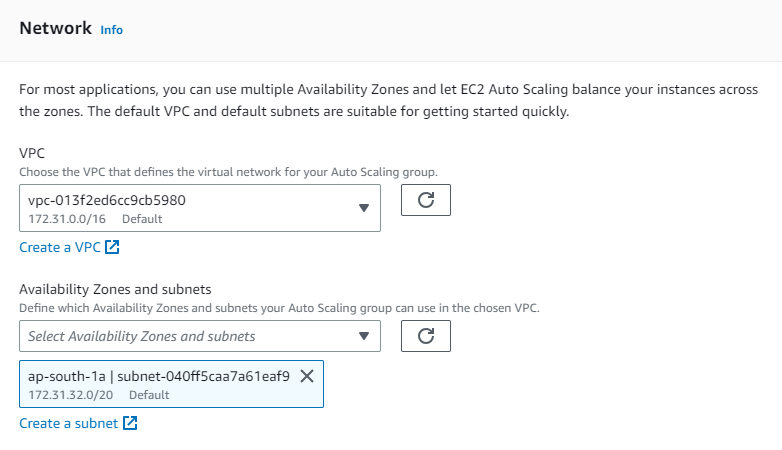 Network Info
For most applications, you can use multiple Availability Zones and let EC2 Auto Scaling balance your instances across
the zones. The default VPC and default subnets are suitable for getting started quickly.
VPC
Choose the VPC that defines the virtual network for your Auto Scaling group.
vpc-013f2ed6cc9cb5980
172.31.0.0/16 Default
Create a VPC
Availability Zones and subnets
Define which Availability Zones and subnets your Auto Scaling group can use in the chosen VPC.
Select Availability Zones and subnets
ap-south-1a | subnet-040ff5caa7a61eaf9
172.31.32.0/20 Default
Create a subnet